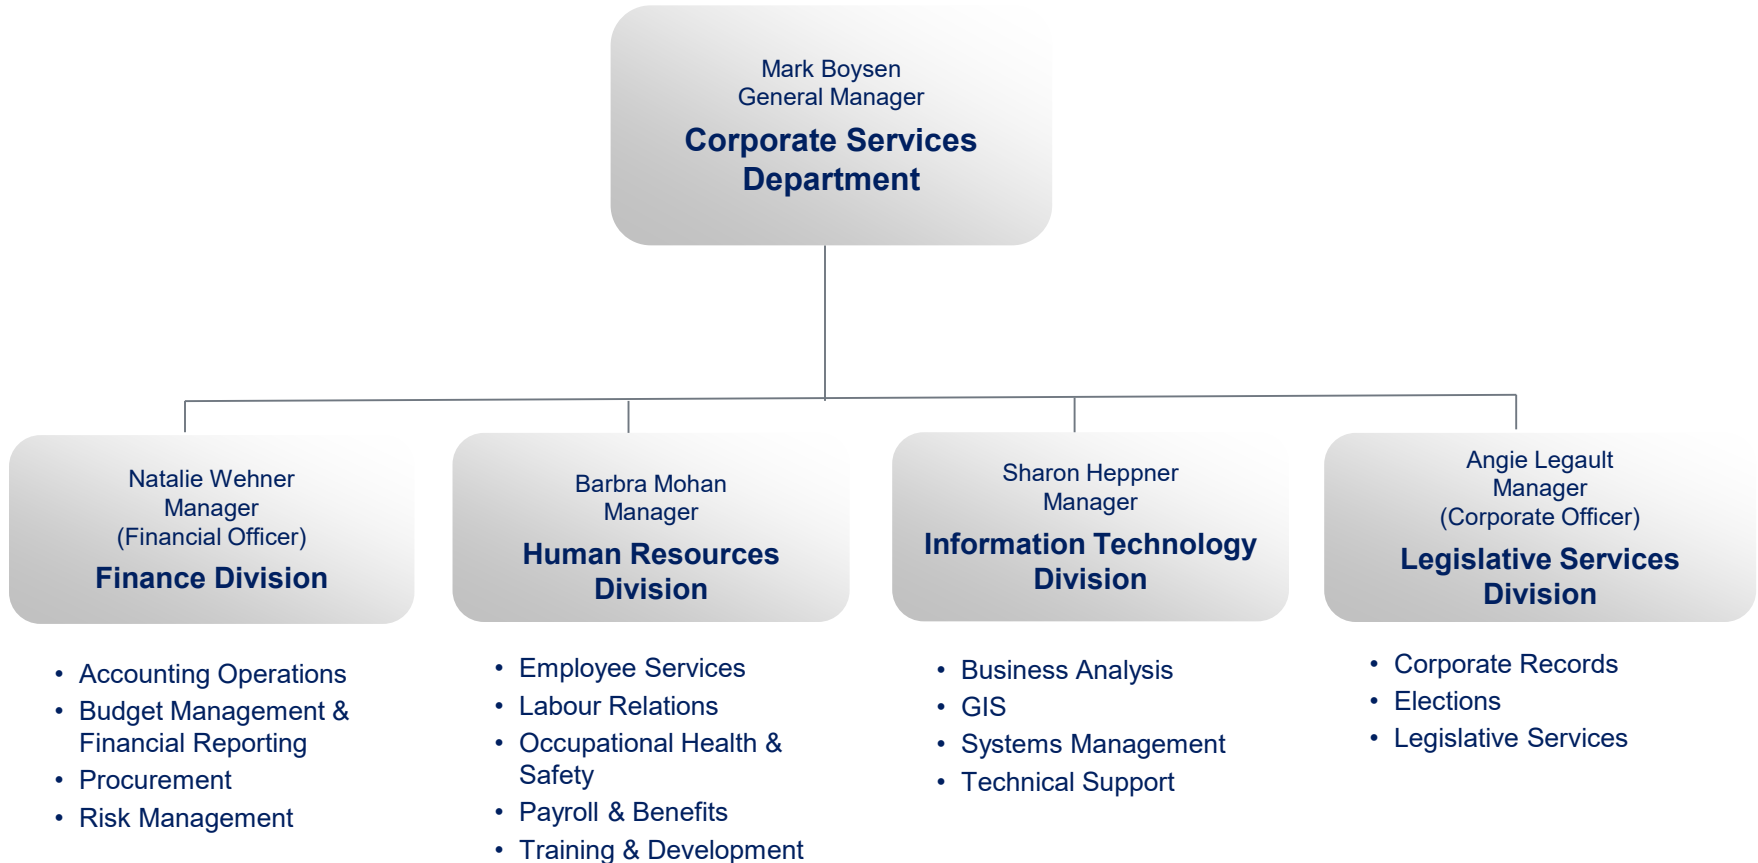 Mark Boysen
General Manager
Corporate Services
Department
Natalie Wehner
Manager
(Financial Officer)
Finance Division
• Accounting Operations
• Budget Management &
Financial Reporting
• Procurement
• Risk Management
Barbra Mohan
Manager
Human Resources
Division
• Employee Services
• Labour Relations
• Occupational Health &
Safety
• Payroll & Benefits
• Training & Development
Sharon Heppner
Manager
Information Technology
Division
• Business Analysis
• GIS
• Systems Management
• Technical Support
Angie Legault
Manager
(Corporate Officer)
Legislative Services
Division
• Corporate Records
• Elections
• Legislative Services